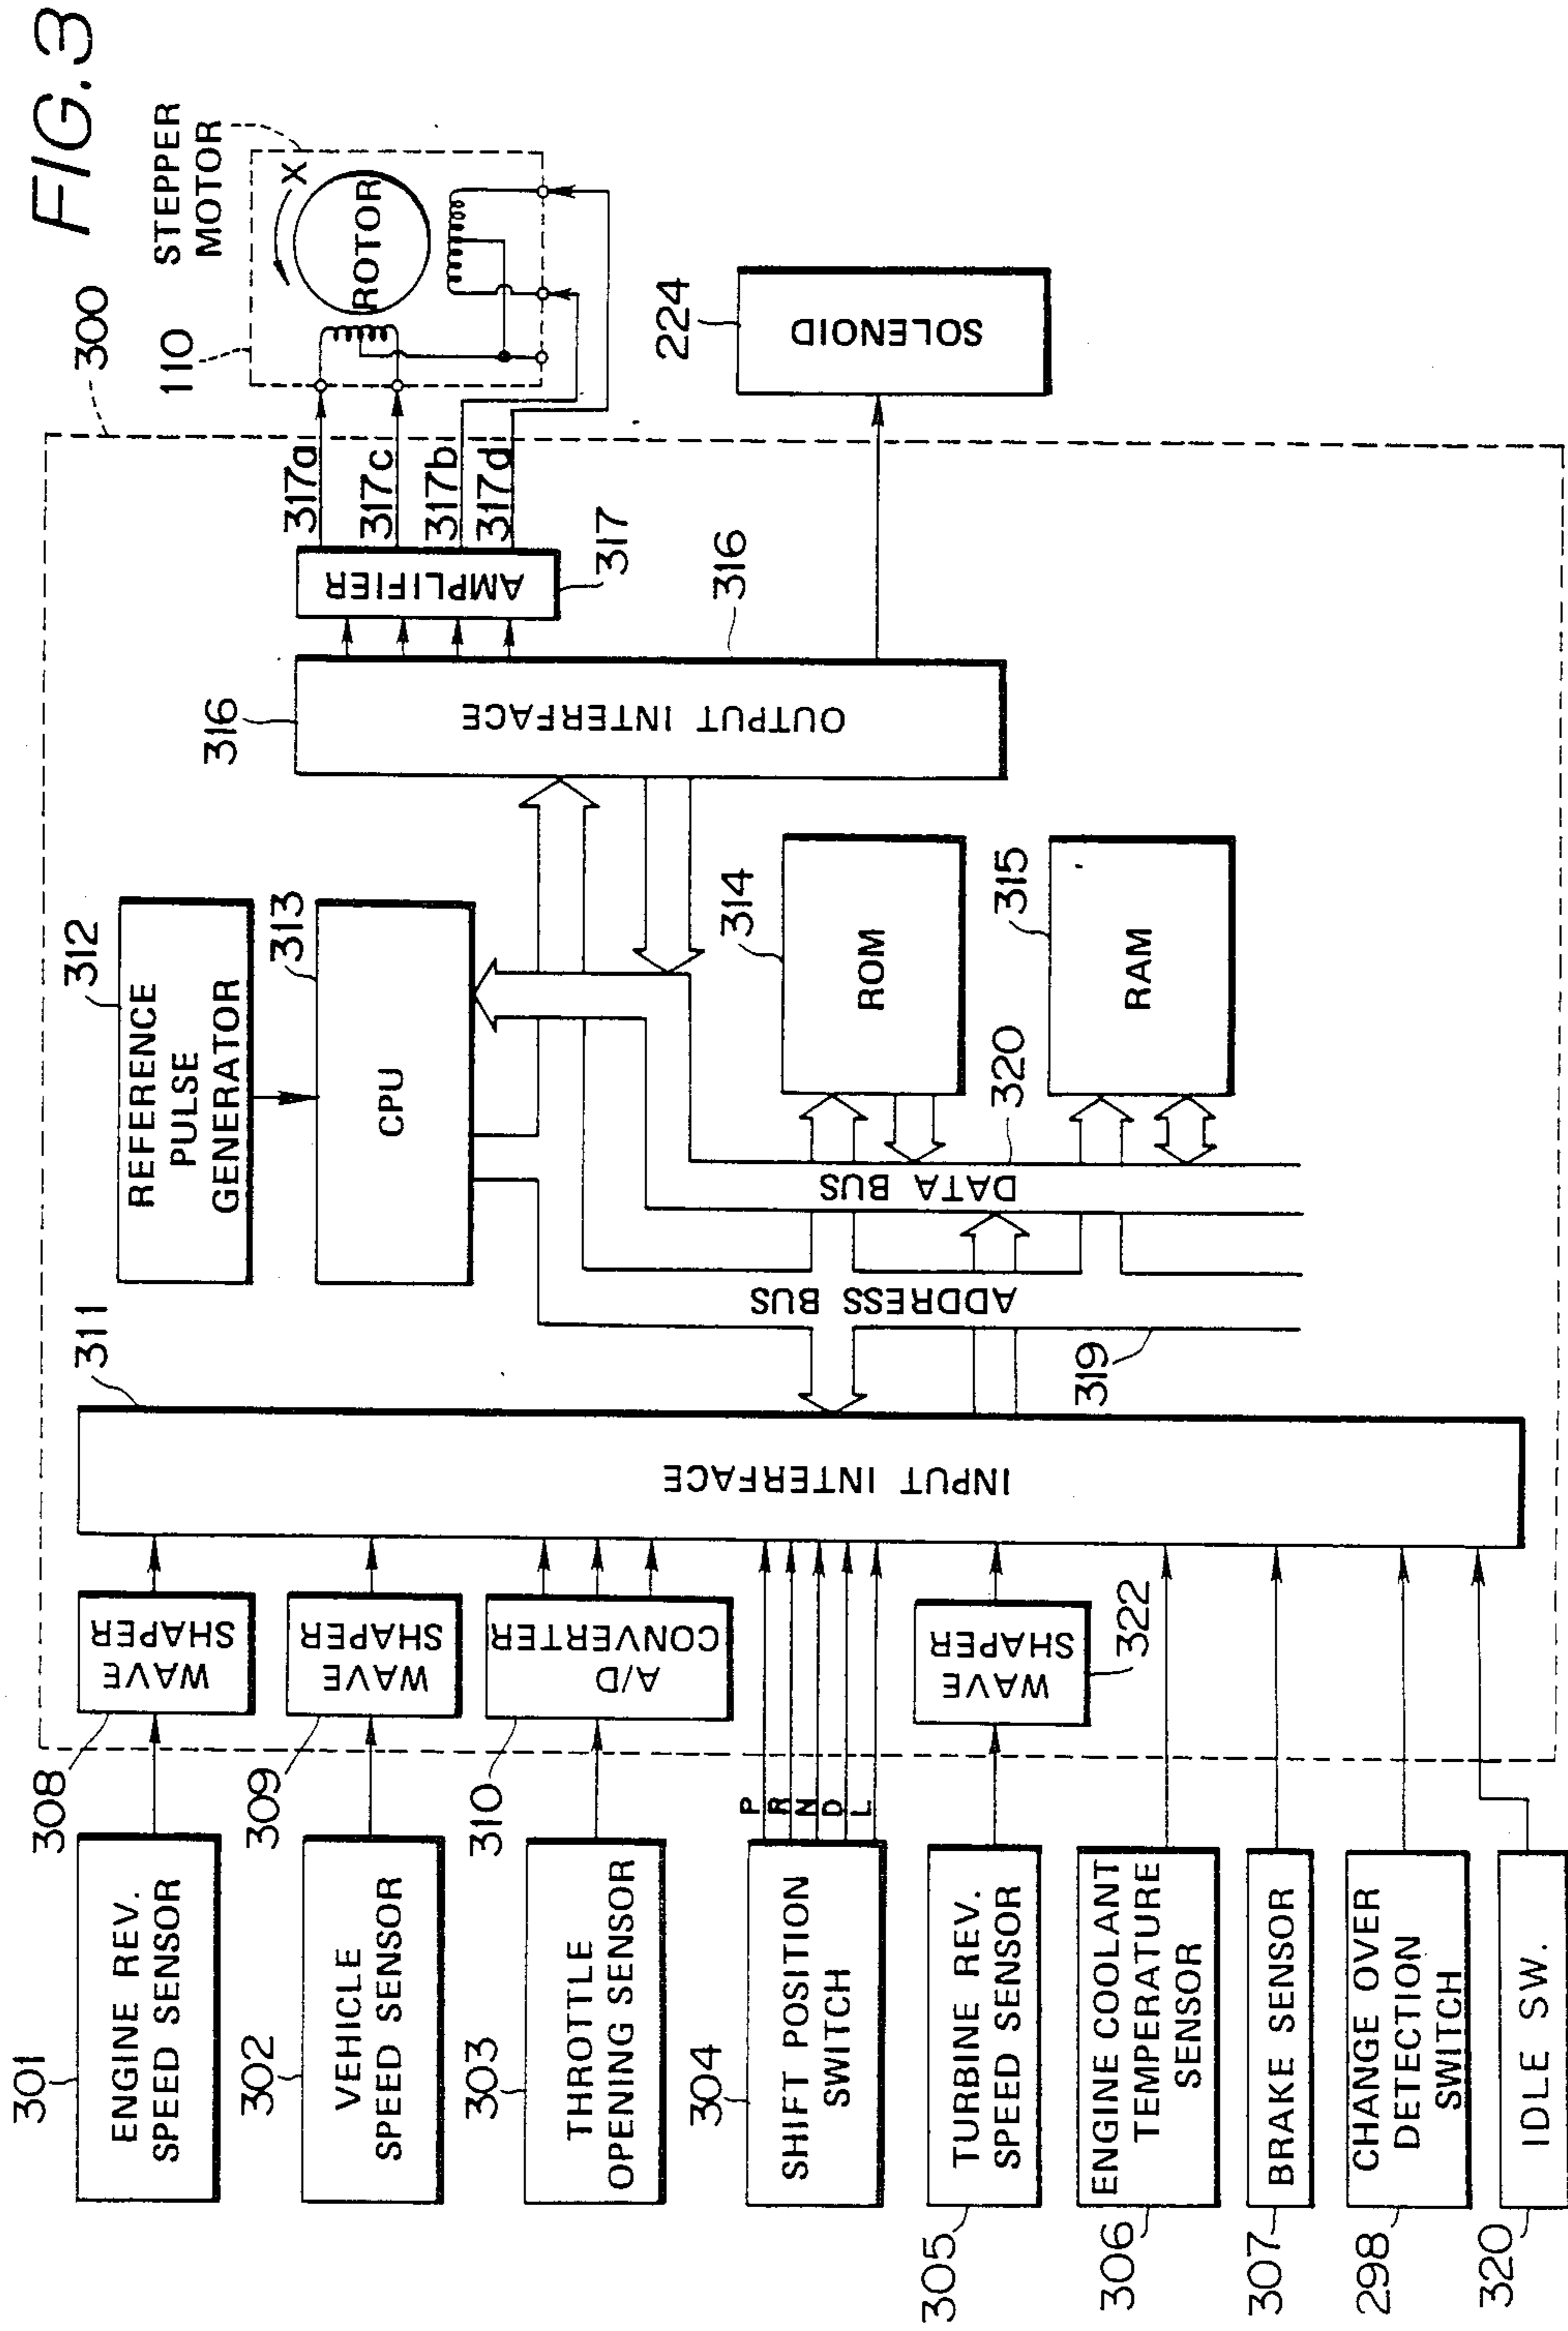 FIG. 3
301
ENGINE REV.
SPEED SENSOR
302
VEHICLE
SPEED SENSOR
303
THROTTLE
OPENING SENSOR
304
SHIFT POSITION
SWITCH
305
TURBINE REV.
SPEED SENSOR
306
ENGINE COOLANT
TEMPERATURE
SENSOR
307
BRAKE SENSOR
298
CHANGE OVER
DETECTION
SWITCH
320
IDLE SW.
308
WAVE
SHAPER
309
WAVE
SHAPER
310
A/D
CONVERTER
P
R
N
D
L
322
WAVE
SHAPER
311
INPUT INTERFACE
312
REFERENCE
PULSE
GENERATOR
313
CPU
319
ADDRESS BUS
DATA BUS
320
314
ROM
315
RAM
316
OUTPUT INTERFACE
316
AMPLIFIER
317
317a
317c
317b
317d
300
110
STEPPER
MOTOR
X
ROTOR
224
SOLENOID